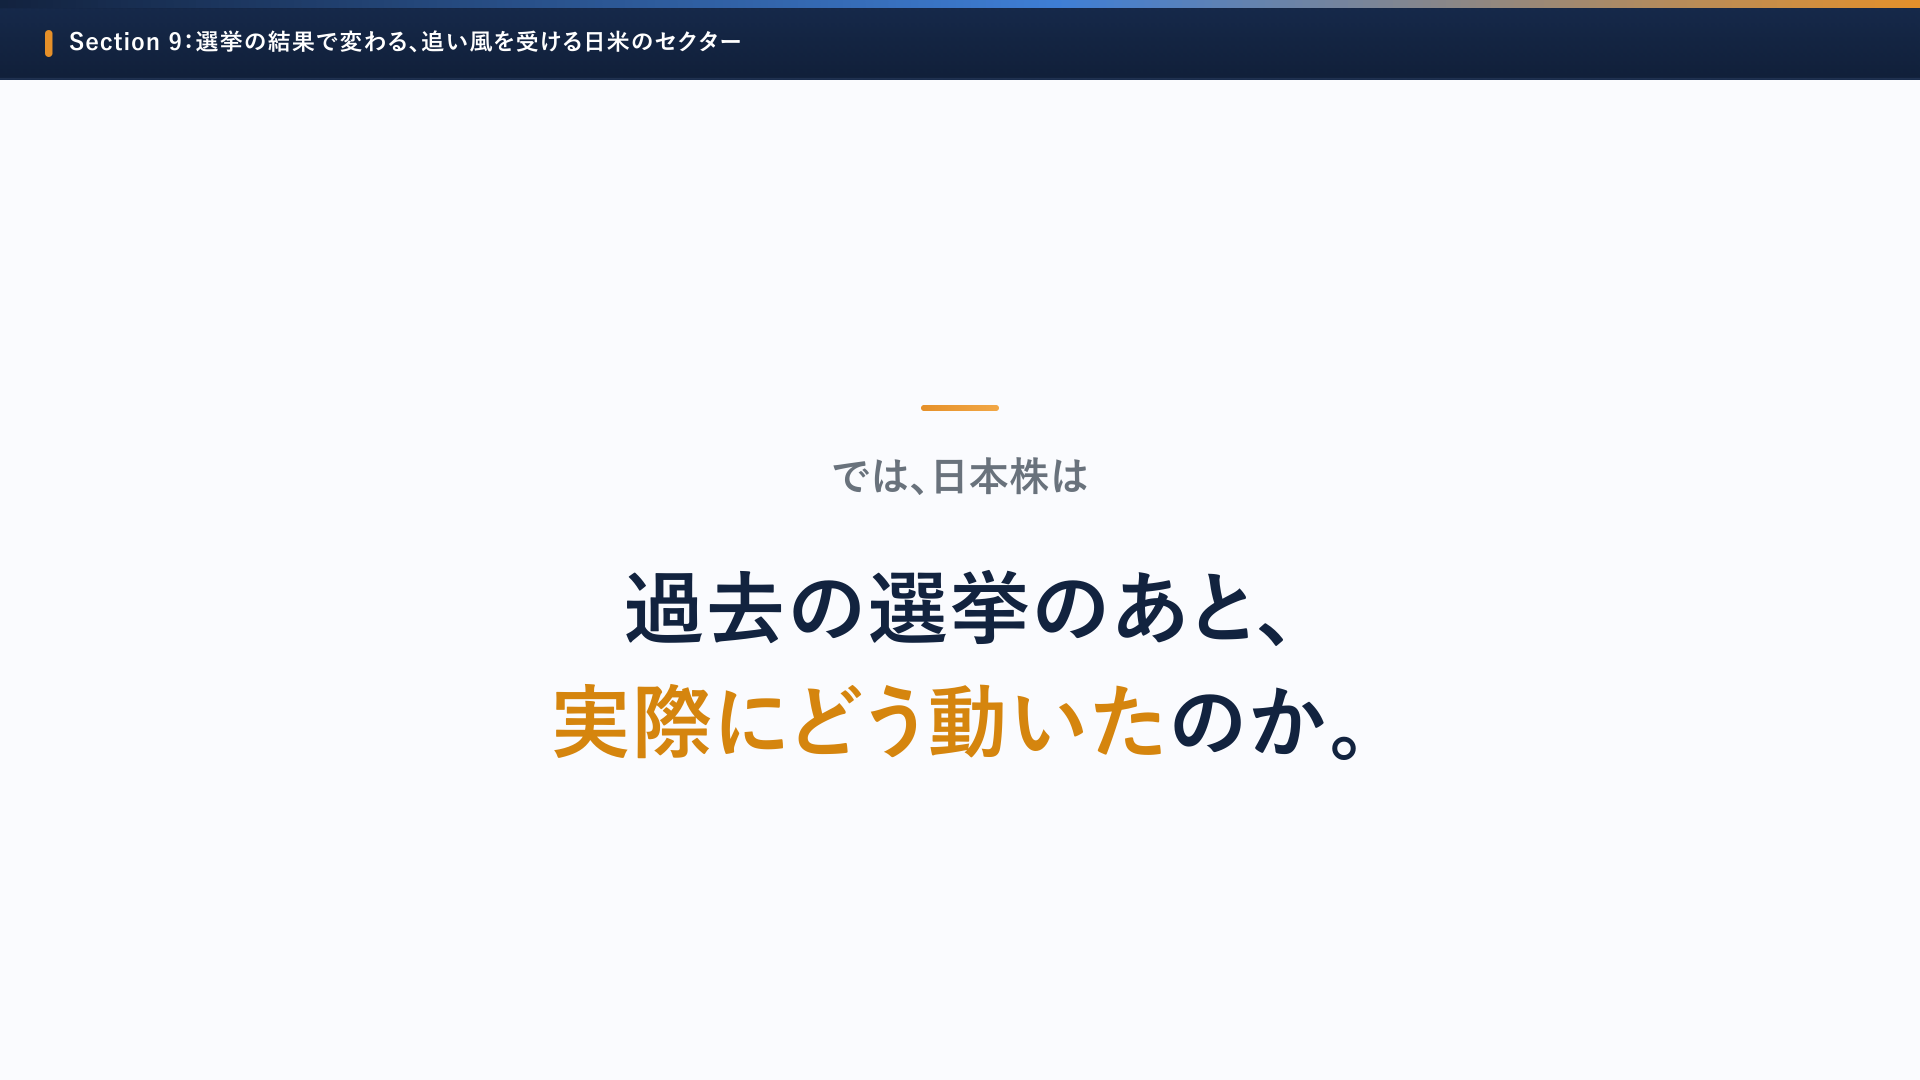 Section 9：選挙の結果で変わる、追い風を受ける日米のセクター
では、日本株は
過去の選挙のあと、
実際にどう動いたのか。